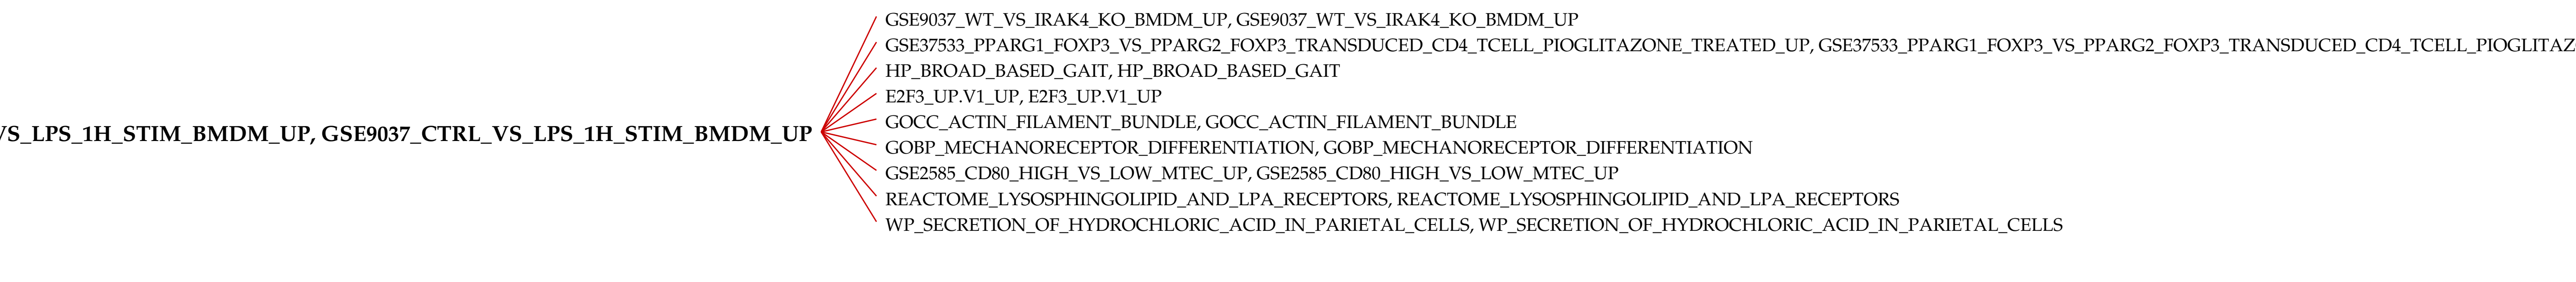 GSE9037_WT_VS_IRAK4_KO_BMDM_UP, GSE9037_WT_VS_IRAK4_KO_BMDM_UP
GSE37533_PPARG1_FOXP3_VS_PPARG2_FOXP3_TRANSDUCED_CD4_TCELL_PIOGLITAZONE_TREATED_UP, GSE37533_PPARG1_FOXP3_VS_PPARG2_FOXP3_TRANSDUCED_CD4_TCELL_PIOGLITAZ
HP_BROAD_BASED_GAIT, HP_BROAD_BASED_GAIT
E2F3_UP.V1_UP, E2F3_UP.V1_UP
GOCC_ACTIN_FILAMENT_BUNDLE, GOCC_ACTIN_FILAMENT_BUNDLE
VS_LPS_1H_STIM_BMDM_UP, GSE9037_CTRL_VS_LPS_1H_STIM_BMDM_UP
GOBP_MECHANORECEPTOR_DIFFERENTIATION, GOBP_MECHANORECEPTOR_DIFFERENTIATION
GSE2585_CD80_HIGH_VS_LOW_MTEC_UP, GSE2585_CD80_HIGH_VS_LOW_MTEC_UP
REACTOME_LYSOSPHINGOLIPID_AND_LPA_RECEPTORS, REACTOME_LYSOSPHINGOLIPID_AND_LPA_RECEPTORS
WP_SECRETION_OF_HYDROCHLORIC_ACID_IN_PARIETAL_CELLS, WP_SECRETION_OF_HYDROCHLORIC_ACID_IN_PARIETAL_CELLS